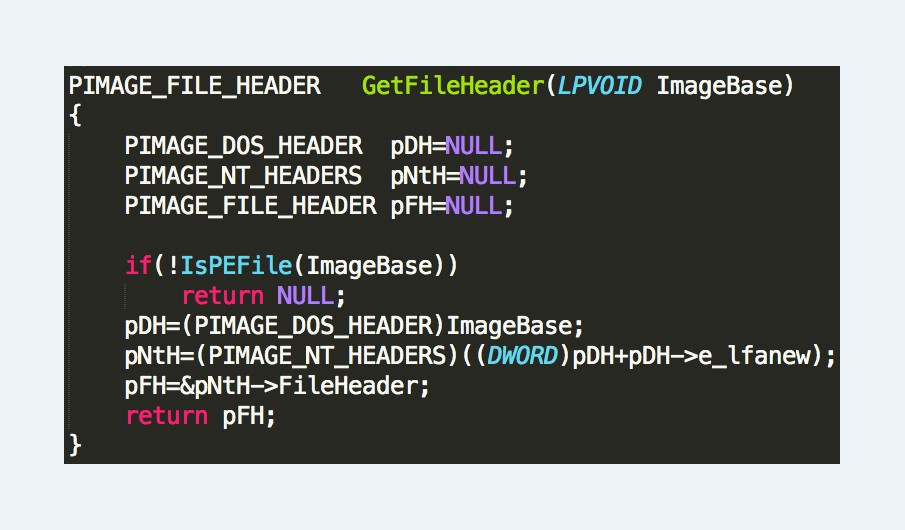 PIMAGE_FILE_HEADER   GetFileHeader(LPVOID ImageBase)
{
    PIMAGE_DOS_HEADER  pDH=NULL;
    PIMAGE_NT_HEADERS  pNtH=NULL;
    PIMAGE_FILE_HEADER pFH=NULL;

    if(!IsPEFile(ImageBase))
        return NULL;
    pDH=(PIMAGE_DOS_HEADER)ImageBase;
    pNtH=(PIMAGE_NT_HEADERS)((DWORD)pDH+pDH->e_lfanew);
    pFH=&pNtH->FileHeader;
    return pFH;
}